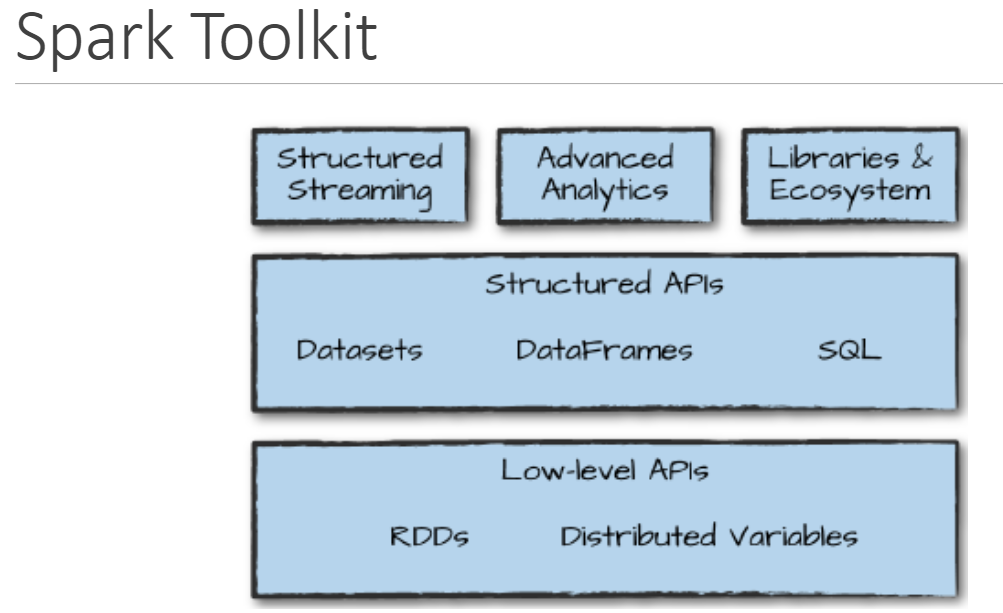 Spark Toolkit
Structured
Streaming
Advanced
Analytics
Libraries &
Ecosystem
Structured APIs
Datasets
DataFrames
SQL
Low-level APIs
RDDs
Distributed Variables